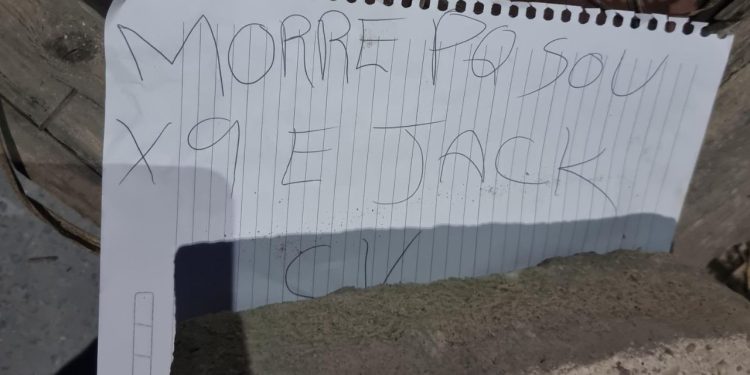 MORRE PQ SOU
X9 E JACK
CV